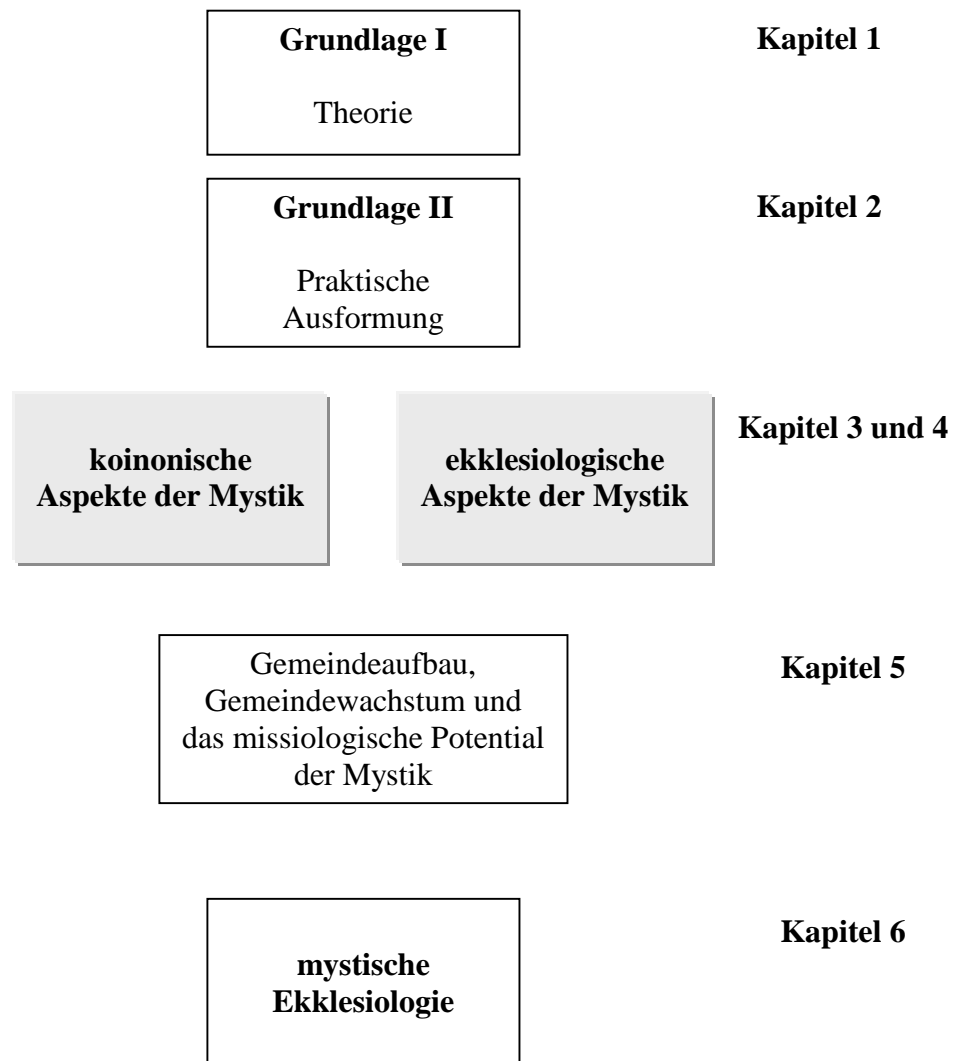 Grundlage I
Kapitel 1
Theorie
Grundlage II
Kapitel 2
Praktische
Ausformung
Kapitel 3 und 4
koinonische
Aspekte der Mystik
ekklesiologische
Aspekte der Mystik
Gemeindeaufbau,
Gemeindewachstum und
das missiologische Potential
der Mystik
Kapitel 5
Kapitel 6
mystische
Ekklesiologie